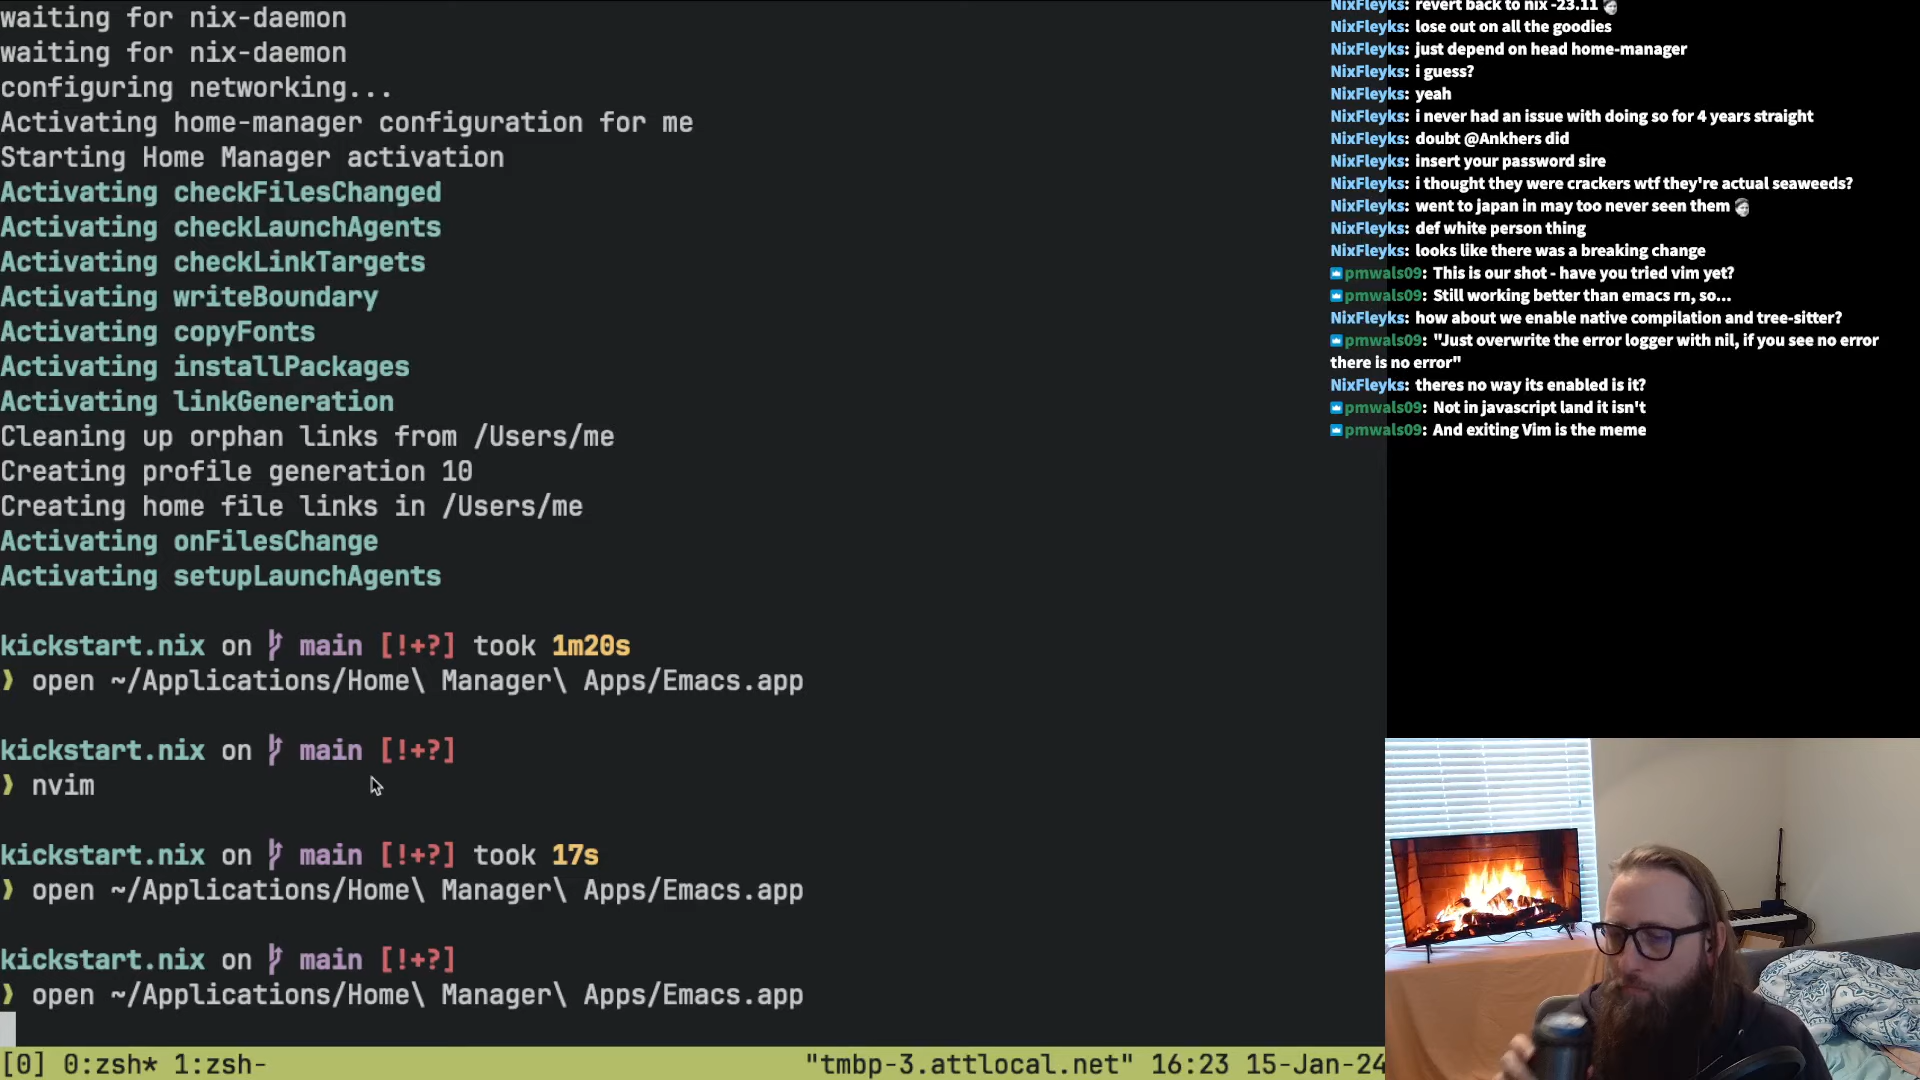 waiting for nix-daemon
waiting for nix-daemon
configuring networking...
Activating home-manager configuration for me
Starting Home Manager activation
Activating checkFilesChanged
Activating checkLaunchAgents
Activating checkLinkTargets
Activating writeBoundary
Activating copyFonts
Activating installPackages
Activating linkGeneration
Cleaning up orphan links from /Users/me
Creating profile generation 10
Creating home file links in /Users/me
Activating onFilesChange
Activating setupLaunchAgents
kickstart.nix on main [!+?] took 1m20s
❱ open ~/Applications/Home\ Manager\ Apps/Emacs.app
kickstart.nix on main [!+?]
❱ nvim
kickstart.nix on main [!+?] took 17s
❱ open ~/Applications/Home\ Manager\ Apps/Emacs.app
kickstart.nix on main [!+?]
❱ open ~/Applications/Home\ Manager\ Apps/Emacs.app
[0] 0:zsh* 1:zsh- "tmbp-3.attlocal.net" 16:23 15-Jan-24
NixFleyks: revert back to nix -23.11
NixFleyks: lose out on all the goodies
NixFleyks: just depend on head home-manager
NixFleyks: i guess?
NixFleyks: yeah
NixFleyks: i never had an issue with doing so for 4 years straight
NixFleyks: doubt @Ankhers did
NixFleyks: insert your password sire
NixFleyks: i thought they were crackers wtf they're actual seaweeds?
NixFleyks: went to japan in may too never seen them
NixFleyks: def white person thing
NixFleyks: looks like there was a breaking change
pmwals09: This is our shot - have you tried vim yet?
pmwals09: Still working better than emacs rn, so...
NixFleyks: how about we enable native compilation and tree-sitter?
pmwals09: "Just overwrite the error logger with nil, if you see no error
there is no error"
NixFleyks: theres no way its enabled is it?
pmwals09: Not in javascript land it isn't
pmwals09: And exiting Vim is the meme